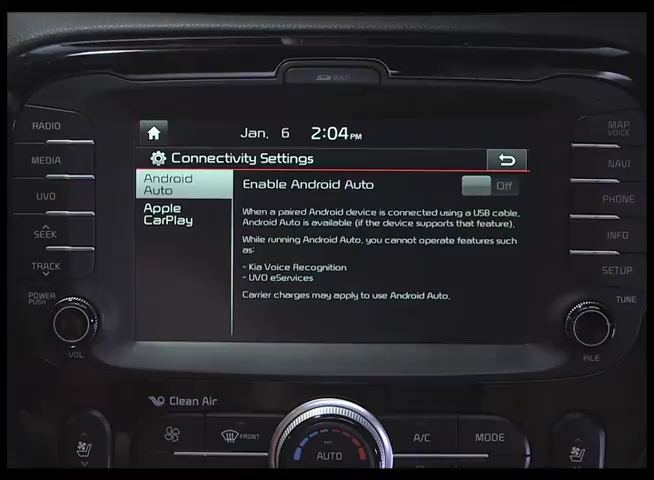 SD MAP
RADIO
MEDIA
UVO
SEEK
TRACK
POWER
PUSH
VOL
Jan, 6 2:04PM
Connectivity Settings
Android
Auto
Apple
CarPlay
Enable Android Auto Off
When a paired Android device is connected using a USB cable,
Android Auto is available (if the device supports that feature).
While running Android Auto, you cannot operate features such
as:
- Kia Voice Recognition
- UVO eServices
Carrier charges may apply to use Android Auto.
MAP
VOICE
NAVI
PHONE
INFO
SETUP
TUNE
FILE
Clean Air
FRONT
AUTO
A/C
MODE